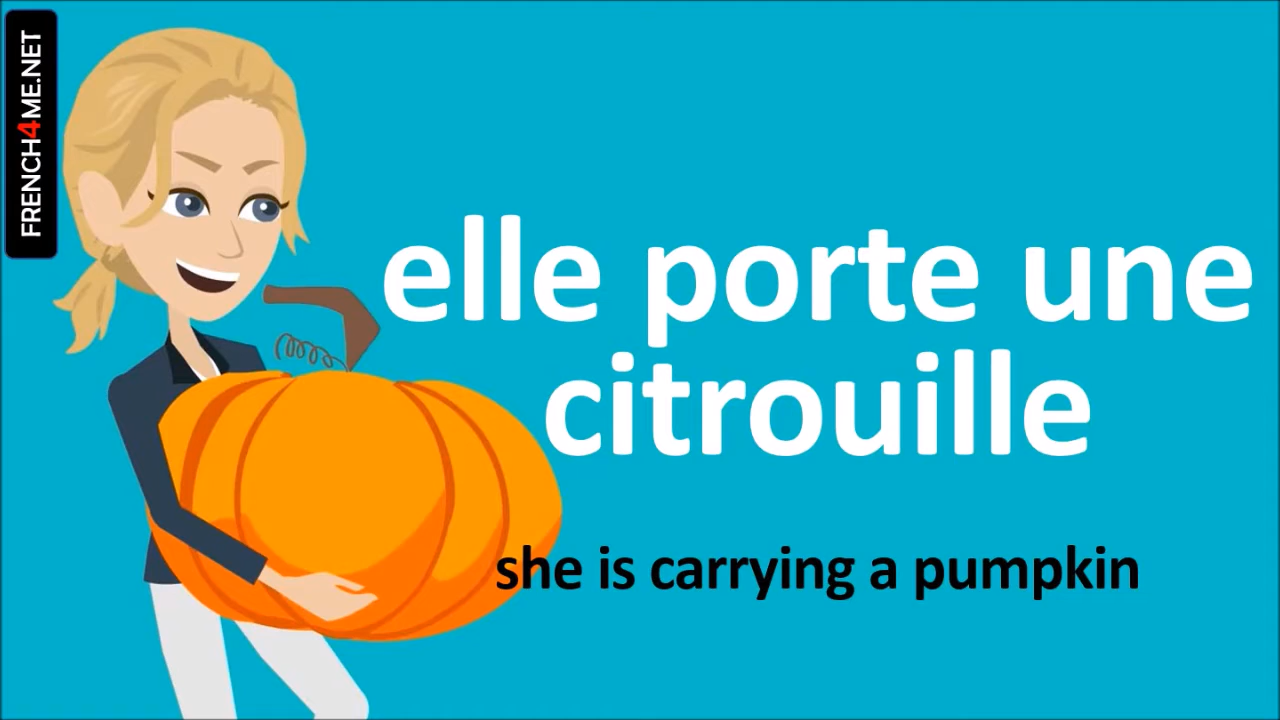 FRENCH4ME.NET
elle porte une
citrouille
she is carrying a pumpkin